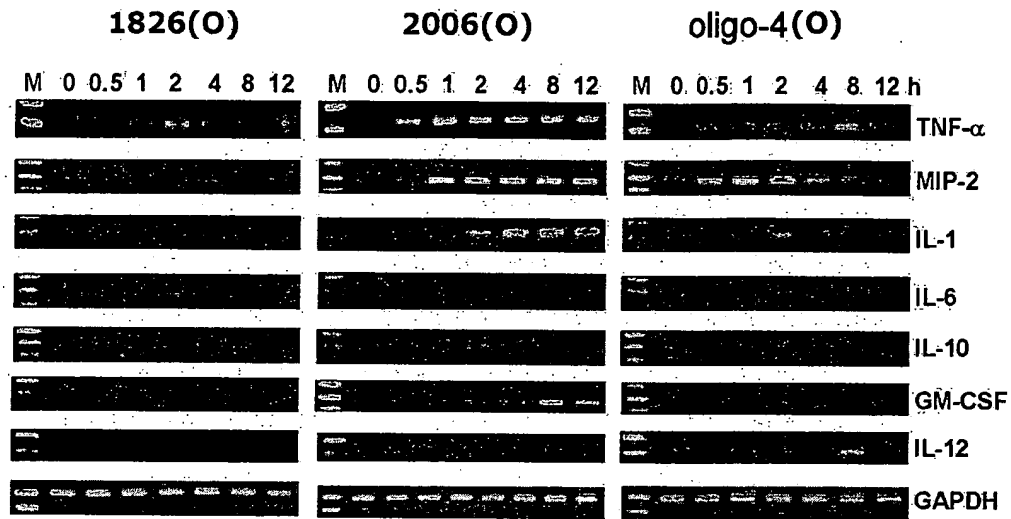 1826(O) 2006(O) oligo-4(O)
M 0 0.5 1 2 4 8 12 M 0 0.5 1 2 4 8 12 M 0 0.5 1 2 4 8 12 h
TNF-α
MIP-2
IL-1
IL-6
IL-10
GM-CSF
IL-12
GAPDH